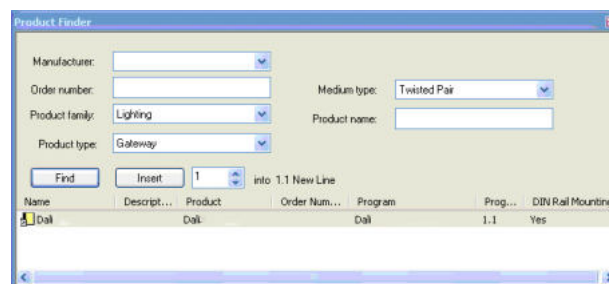 Product Finder
Manufacturer:
Order number:
Medium type: Twisted Pair
Product family: Lighting
Product name:
Product type: Gateway
Find Insert 1 into 1.1 New Line
Name Descript... Product Order Num... Program Prog... DIN Rail Mounting
Dali Dali Dali 1.1 Yes